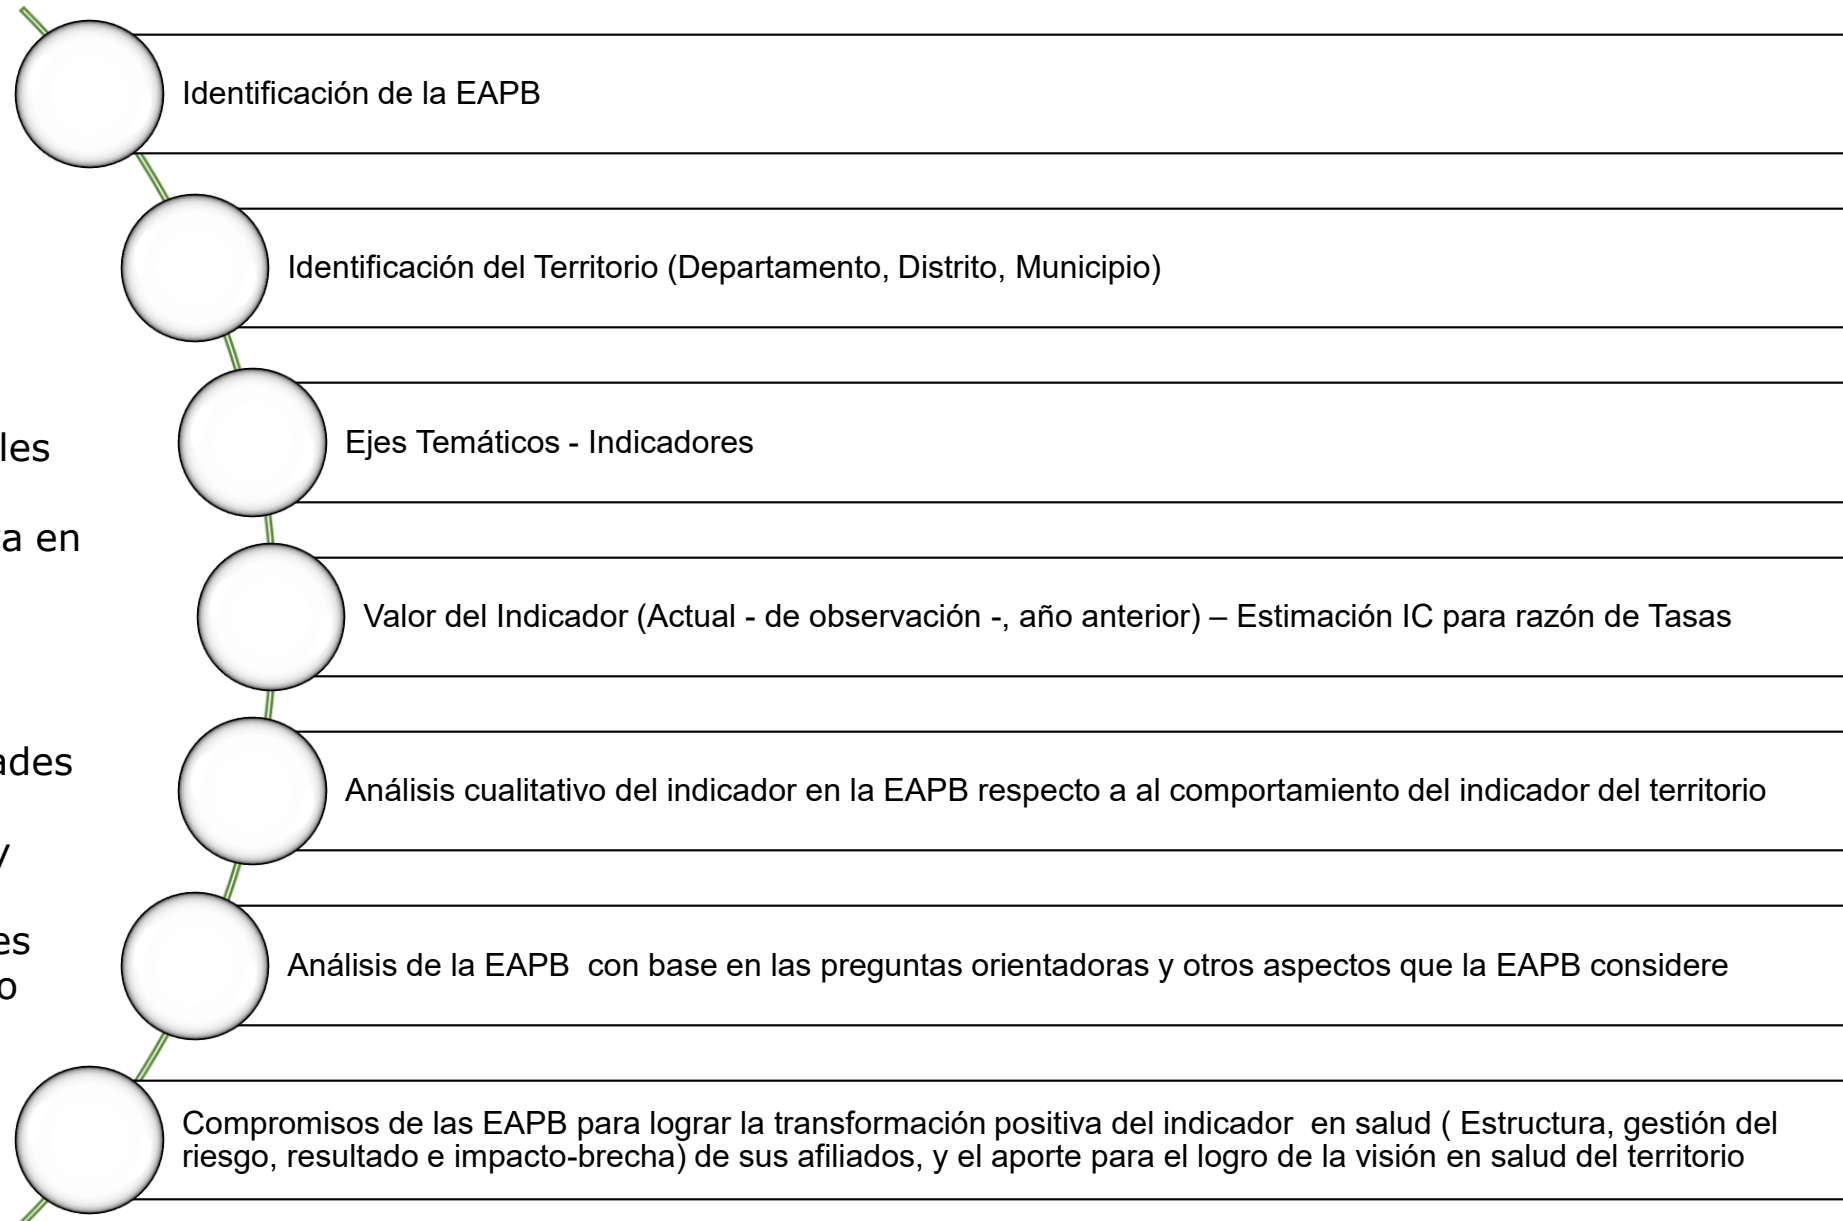 Identificación de la EAPB
Identificación del Territorio (Departamento, Distrito, Municipio)
Ejes Temáticos - Indicadores
Valor del Indicador (Actual - de observación -, año anterior) – Estimación IC para razón de Tasas
Análisis cualitativo del indicador en la EAPB respecto a al comportamiento del indicador del territorio
Análisis de la EAPB  con base en las preguntas orientadoras y otros aspectos que la EAPB considere
Compromisos de las EAPB para lograr la transformación positiva del indicador  en salud ( Estructura, gestión del
riesgo, resultado e impacto-brecha) de sus afiliados, y el aporte para el logro de la visión en salud del territorio
en